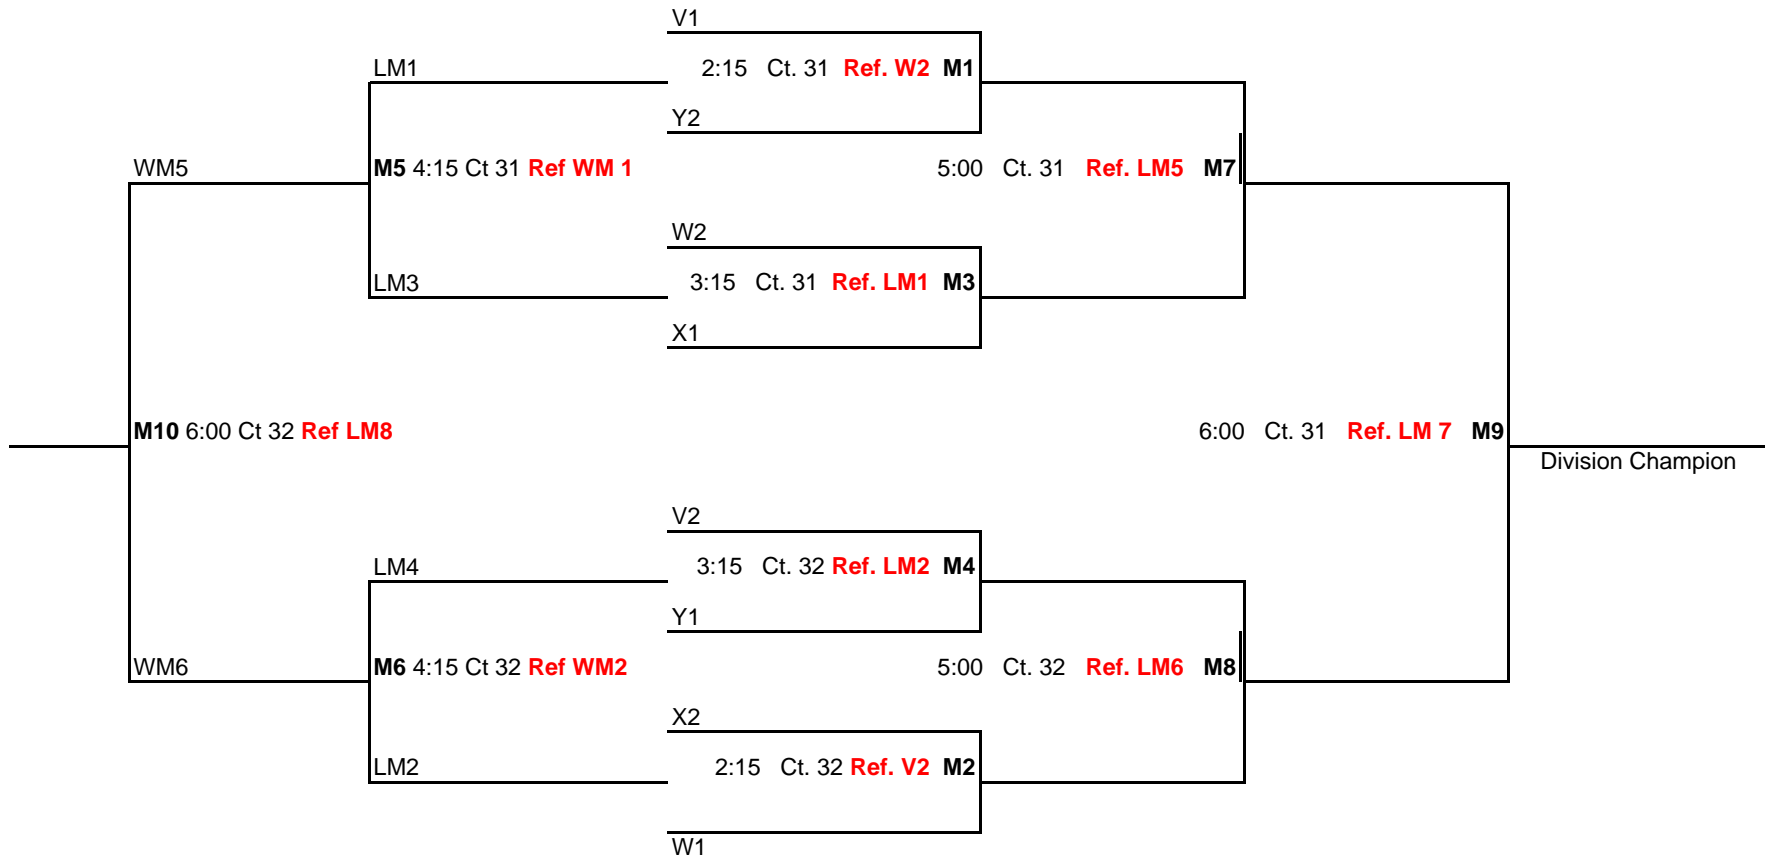 V1
LM1
2:15 Ct. 31 Ref. W2 M1
Y2
WM5
M5 4:15 Ct 31 Ref WM 1
5:00 Ct. 31 Ref. LM5 M7
W2
LM3
3:15 Ct. 31 Ref. LM1 M3
X1
M10 6:00 Ct 32 Ref LM8
6:00 Ct. 31 Ref. LM 7 M9
Division Champion
V2
LM4
3:15 Ct. 32 Ref. LM2 M4
Y1
WM6
M6 4:15 Ct 32 Ref WM2
5:00 Ct. 32 Ref. LM6 M8
X2
LM2
2:15 Ct. 32 Ref. V2 M2
W1